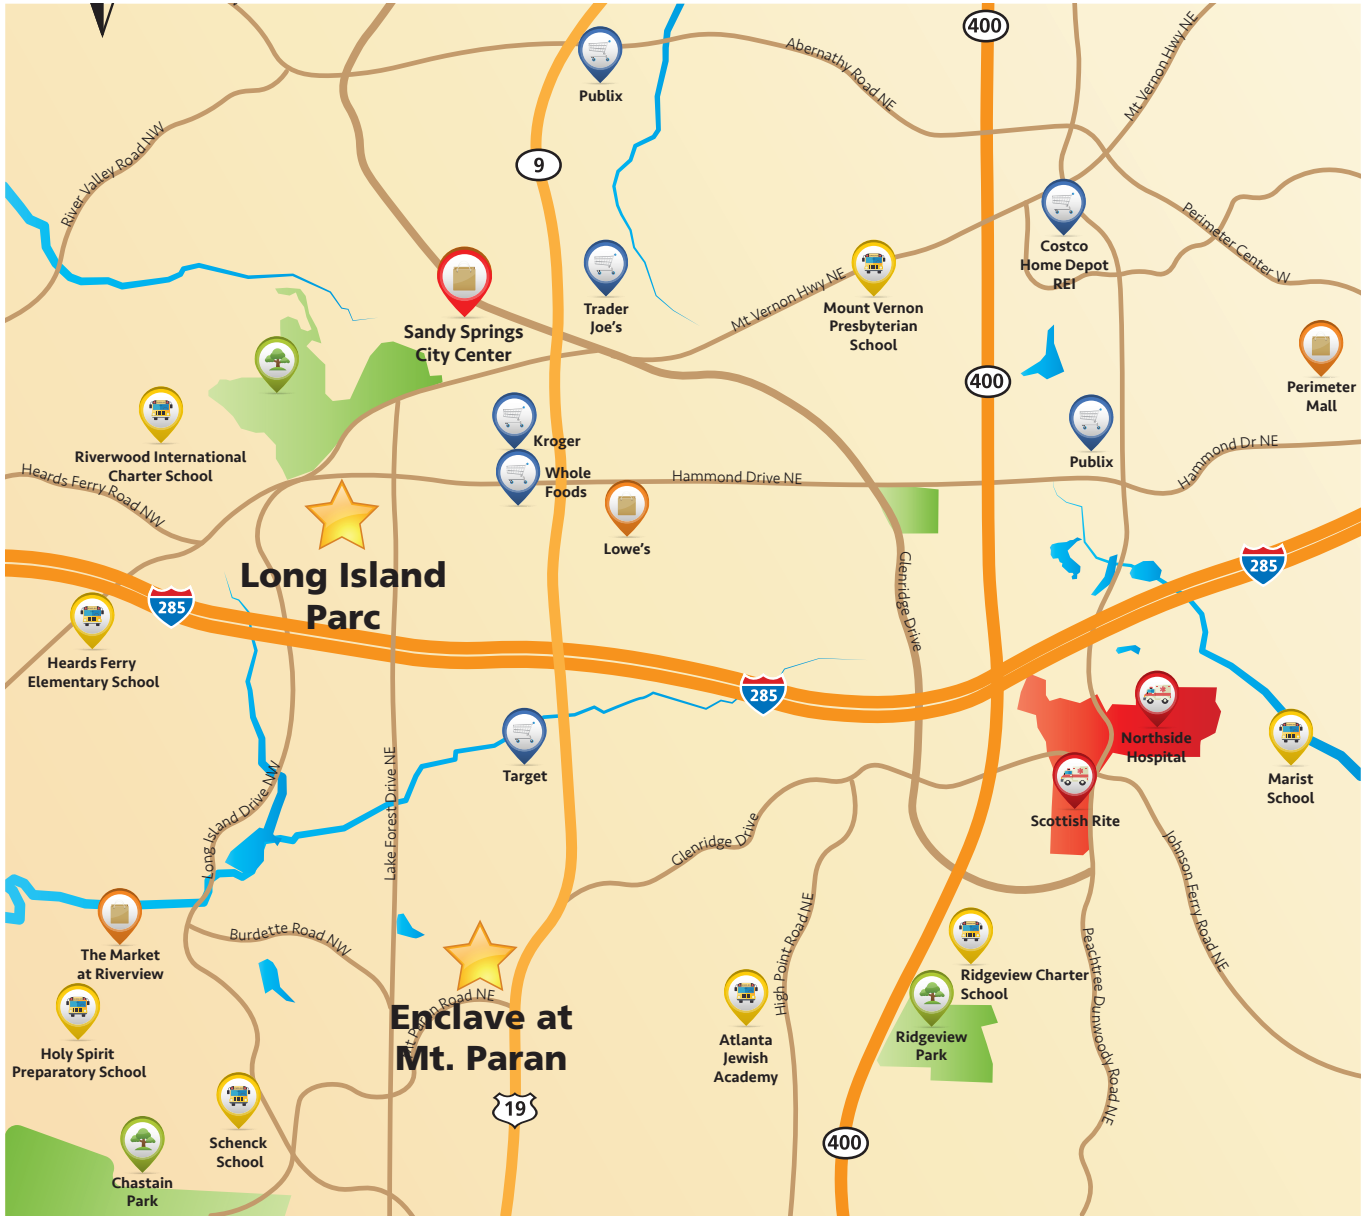 400
Abernathy Road NE
Mt Vernon Hwy NE
Publix
River Valley Road NW
9
Perimeter Center W
Costco
Home Depot
REI
Trader
Joe's
Mt Vernon Hwy NE
Mount Vernon
Presbyterian
School
Sandy Springs
City Center
400
Perimeter
Mall
Riverwood International
Charter School
Kroger
Whole
Foods
Publix
Hammond Dr NE
Heards Ferry Road NW
Hammond Drive NE
Lowe's
Long Island
Parc
285
285
Glenridge Drive
Heards Ferry
Elementary School
285
Northside
Hospital
Target
Marist
School
Scottish Rite
Long Island Drive NW
Lake Forest Drive NE
Glenridge Drive
Johnson Ferry Road NE
The Market
at Riverview
Burdette Road NW
High Point Road NE
Peachtree Dunwoody Road NE
Ridgeview Charter
School
Mt Paran Road NE
Enclave at
Mt. Paran
Holy Spirit
Preparatory School
Atlanta
Jewish
Academy
Ridgeview
Park
19
400
Schenck
School
Chastain
Park